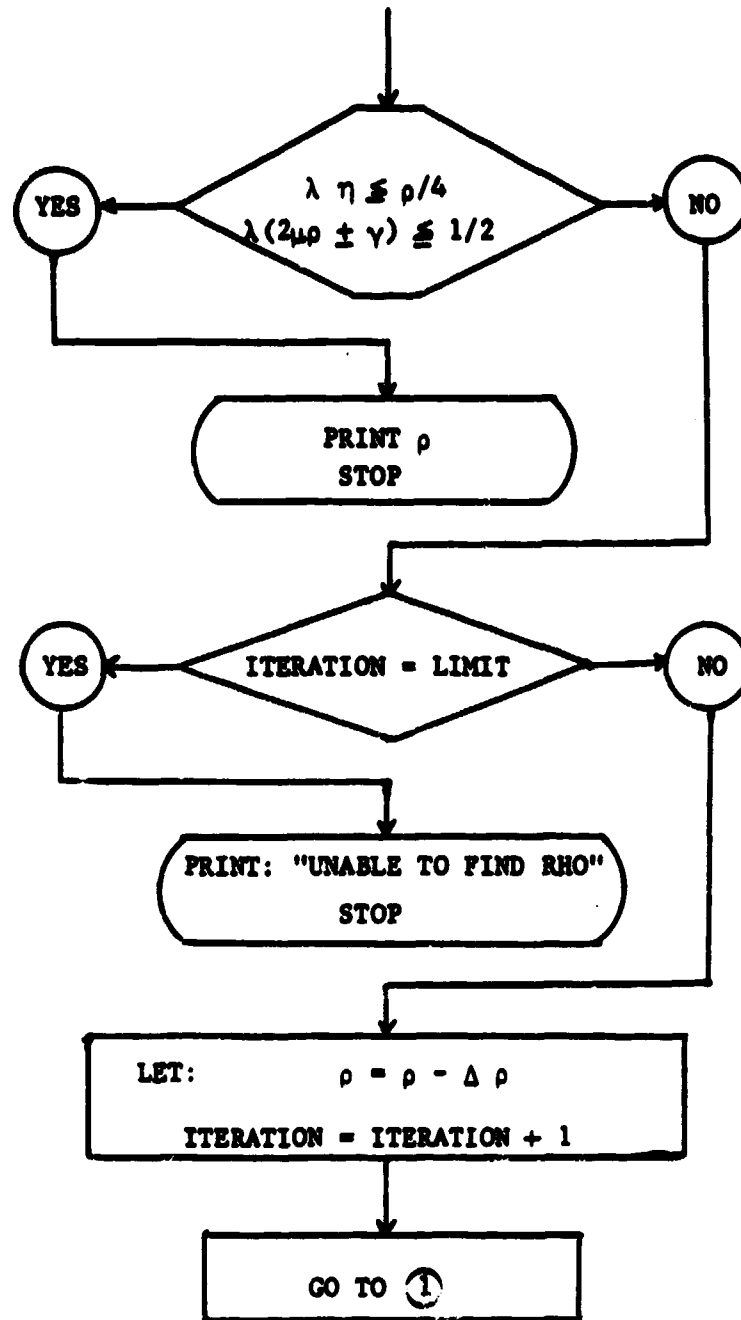 λ η ≦ ρ/4
λ(2μρ ± γ) ≦ 1/2
YES
NO
PRINT ρ
STOP
ITERATION = LIMIT
YES
NO
PRINT: "UNABLE TO FIND RHO"
STOP
LET: ρ = ρ - Δ ρ
ITERATION = ITERATION + 1
GO TO 1